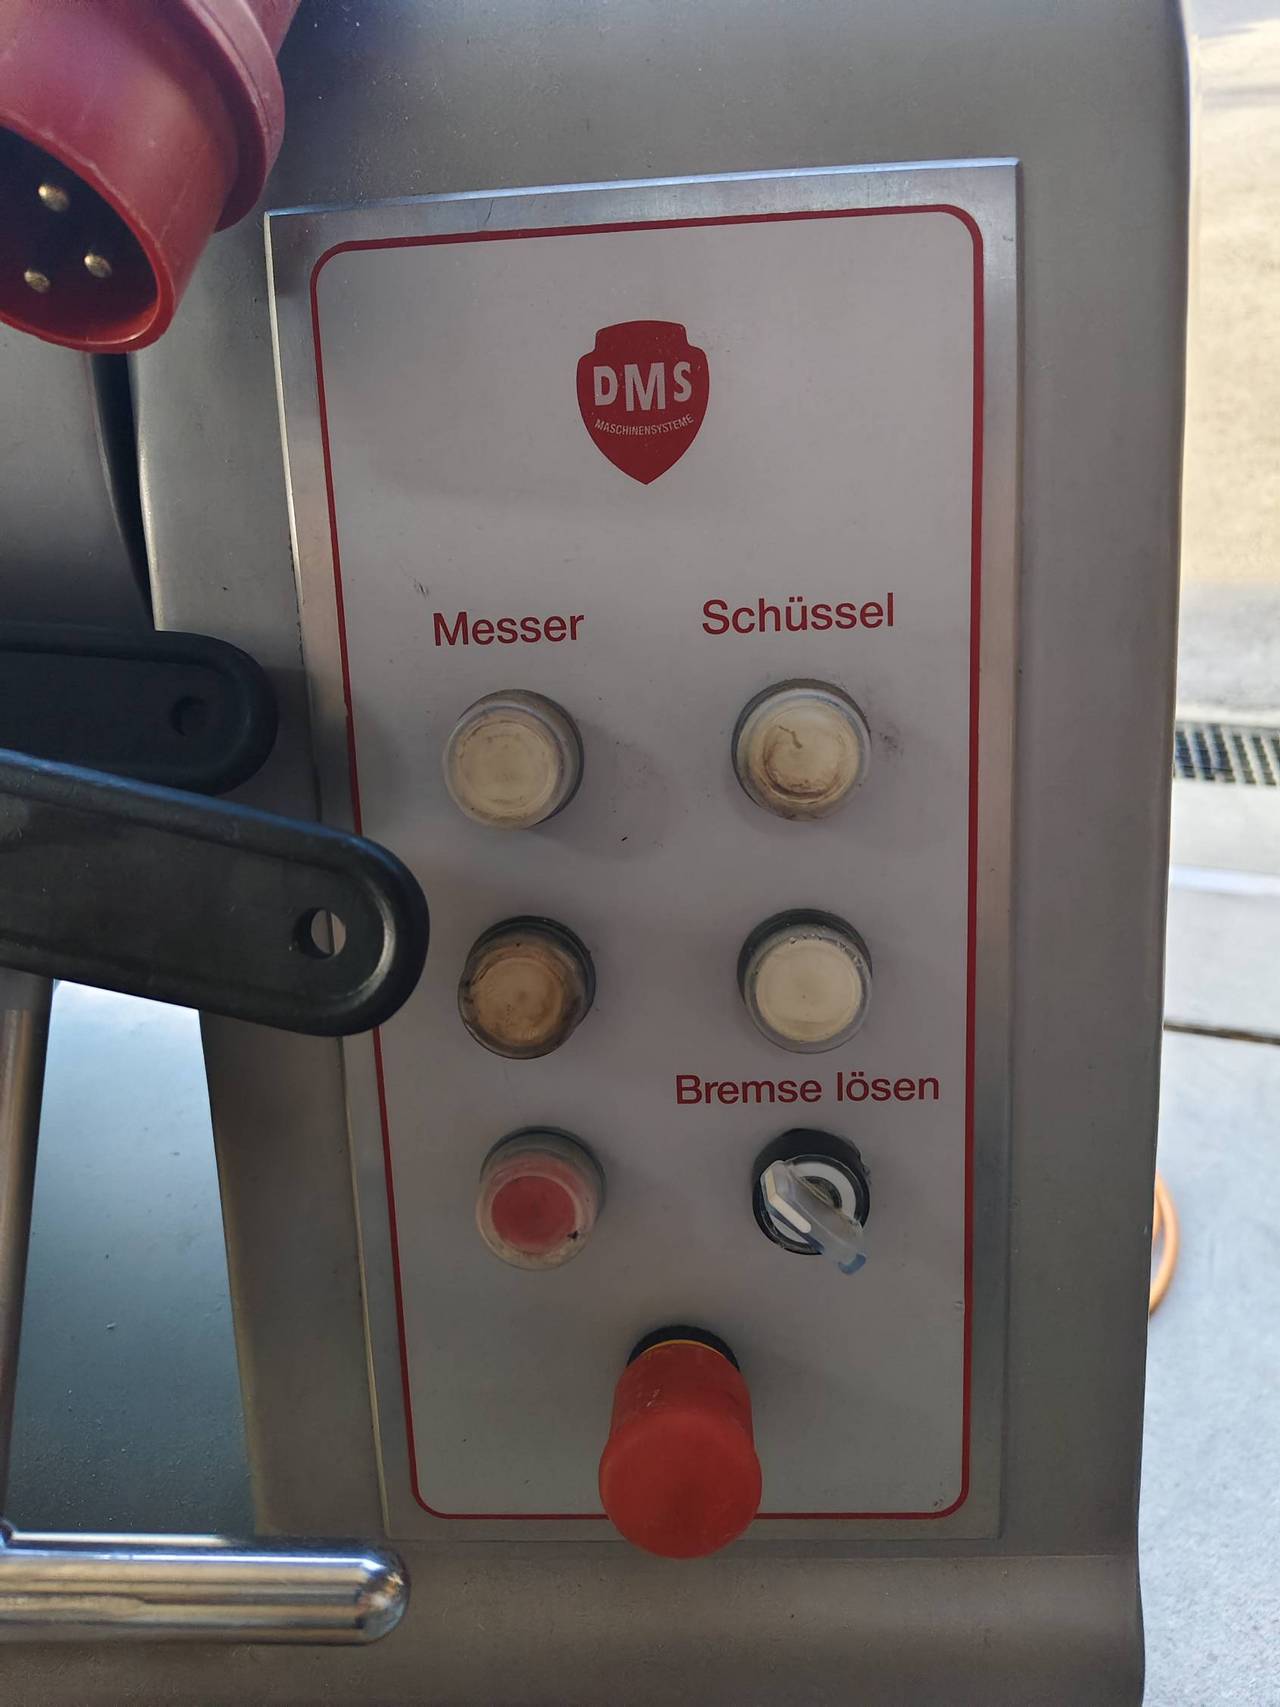 DMS
MASCHINENSYSTEME
Messer
Schüssel
Bremse lösen